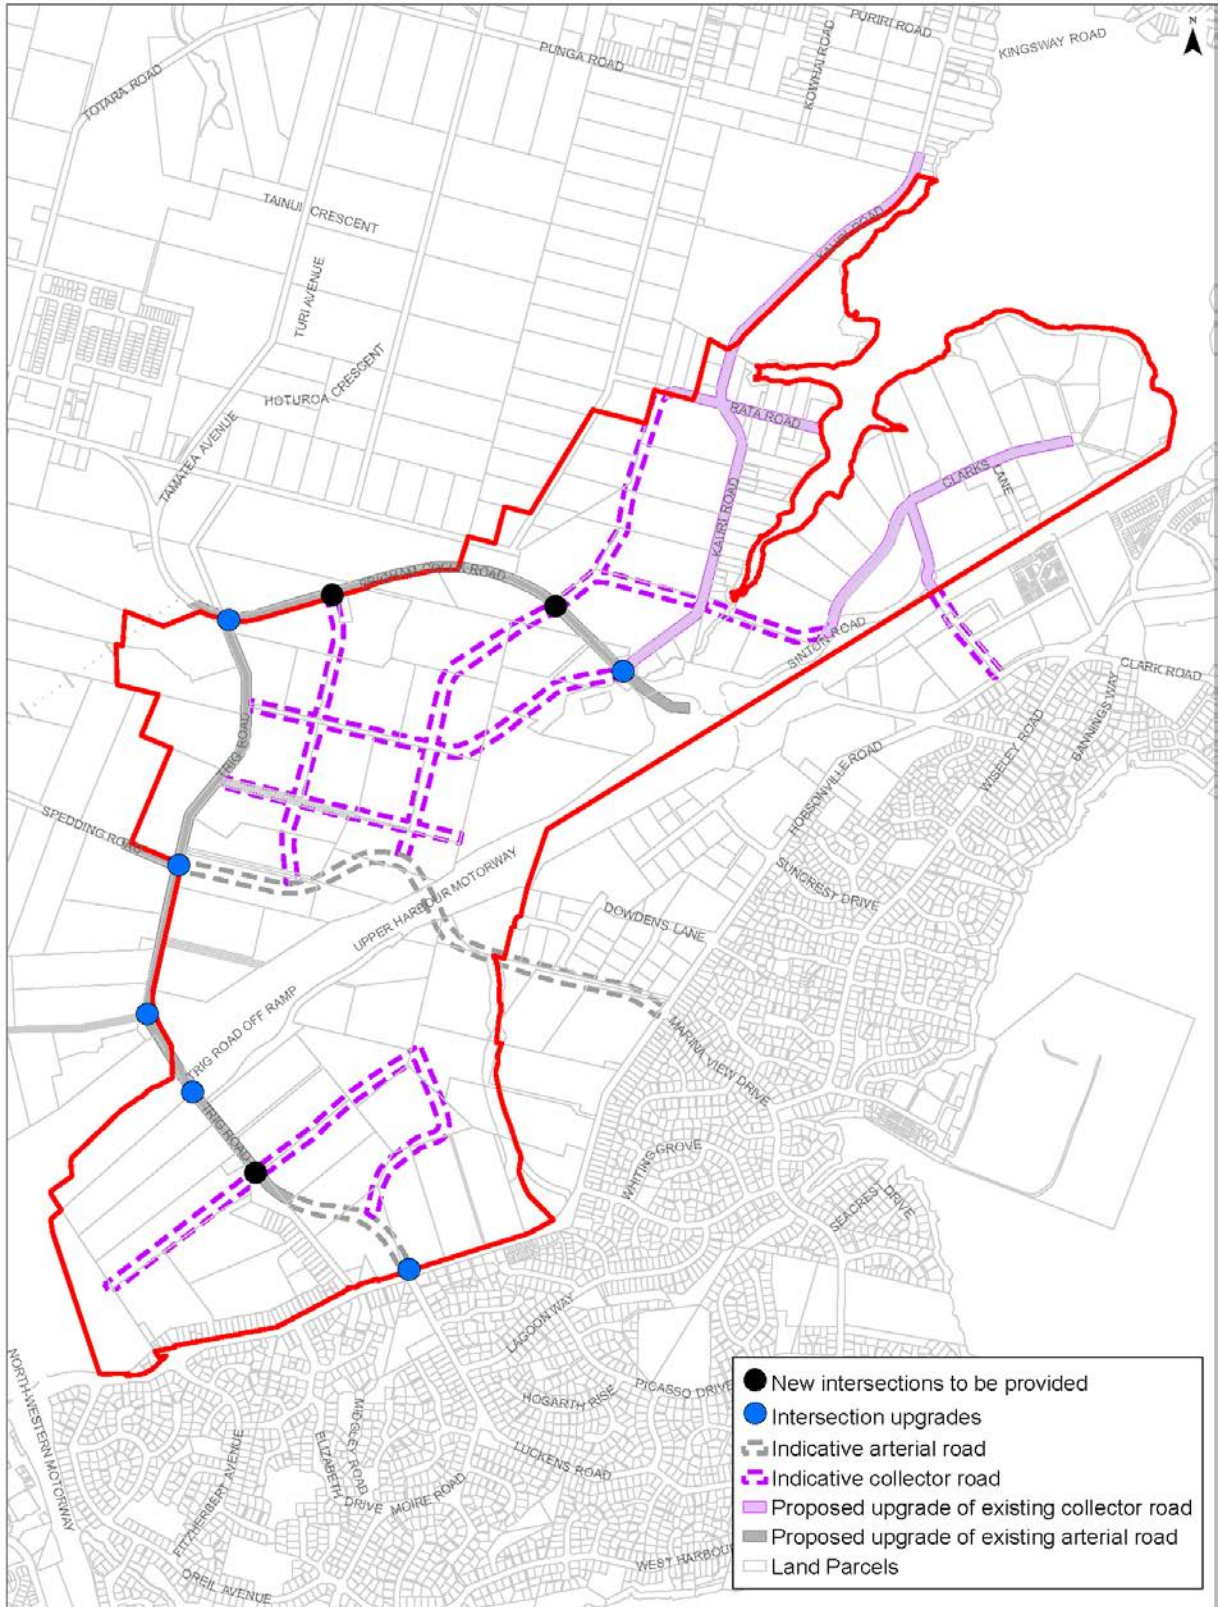 N
PURIRI ROAD
KINGSWAY ROAD
PUNGA ROAD
KOWHAI ROAD
TOTARA ROAD
TAINUI CRESCENT
KAURI ROAD
TURI AVENUE
HOTUROA CRESCENT
TAMATEA AVENUE
RATA ROAD
CLARKS LANE
KAURI ROAD
BRIGHAM CREEK ROAD
SINTON ROAD
CLARK ROAD
BANNINGS WAY
WISELEY ROAD
TRIG ROAD
HOBSONVILLE ROAD
SPEDDING ROAD
SUNCREST DRIVE
UPPER HARBOUR MOTORWAY
DOWDENS LANE
TRIG ROAD OFF RAMP
MARINA VIEW DRIVE
TRIG ROAD
WHITING GROVE
SEACREST DRIVE
LAGOON WAY
NORTH-WESTERN MOTORWAY
PICASSO DRIVE
HOGARTH RISE
MIDGLEY ROAD
ELIZABETH DRIVE
FITZHERBERT AVENUE
LUCKENS ROAD
MOIRE ROAD
WEST HARBOU
OREIL AVENUE
New intersections to be provided
Intersection upgrades
Indicative arterial road
Indicative collector road
Proposed upgrade of existing collector road
Proposed upgrade of existing arterial road
Land Parcels